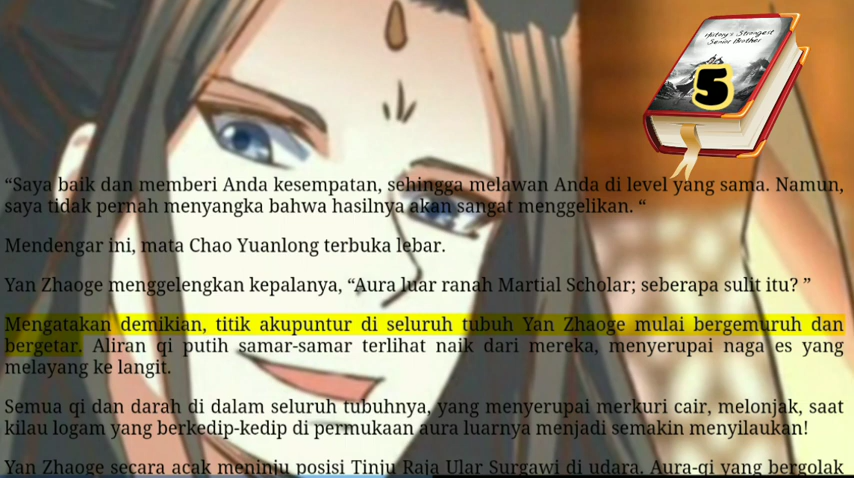 History's Strongest
Senior Brother
5
“Saya baik dan memberi Anda kesempatan, sehingga melawan Anda di level yang sama. Namun,
saya tidak pernah menyangka bahwa hasilnya akan sangat menggelikan. “
Mendengar ini, mata Chao Yuanlong terbuka lebar.
Yan Zhaoge menggelengkan kepalanya, “Aura luar ranah Martial Scholar; seberapa sulit itu? ”
Mengatakan demikian, titik akupuntur di seluruh tubuh Yan Zhaoge mulai bergemuruh dan
bergetar. Aliran qi putih samar-samar terlihat naik dari mereka, menyerupai naga es yang
melayang ke langit.
Semua qi dan darah di dalam seluruh tubuhnya, yang menyerupai merkuri cair, melonjak, saat
kilau logam yang berkedip-kedip di permukaan aura luarnya menjadi semakin menyilaukan!
Yan Zhaoge secara acak meninju posisi Tinju Raja Ular Surgawi di udara. Aura-qi yang bergolak